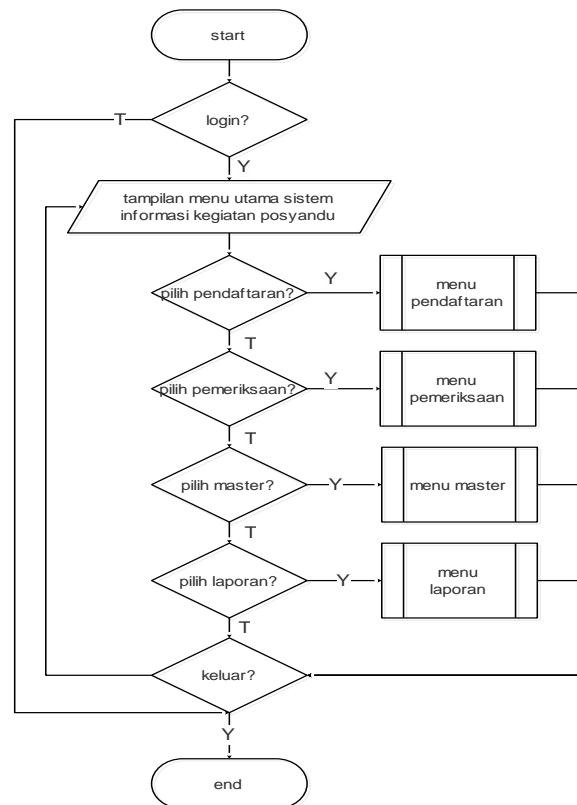 start
login?
T
Y
tampilan menu utama sistem
informasi kegiatan posyandu
pilih pendaftaran?
Y
menu
pendaftaran
T
pilih pemeriksaan?
Y
menu
pemeriksaan
T
pilih master?
Y
menu master
T
pilih laporan?
Y
menu
laporan
T
keluar?
Y
end